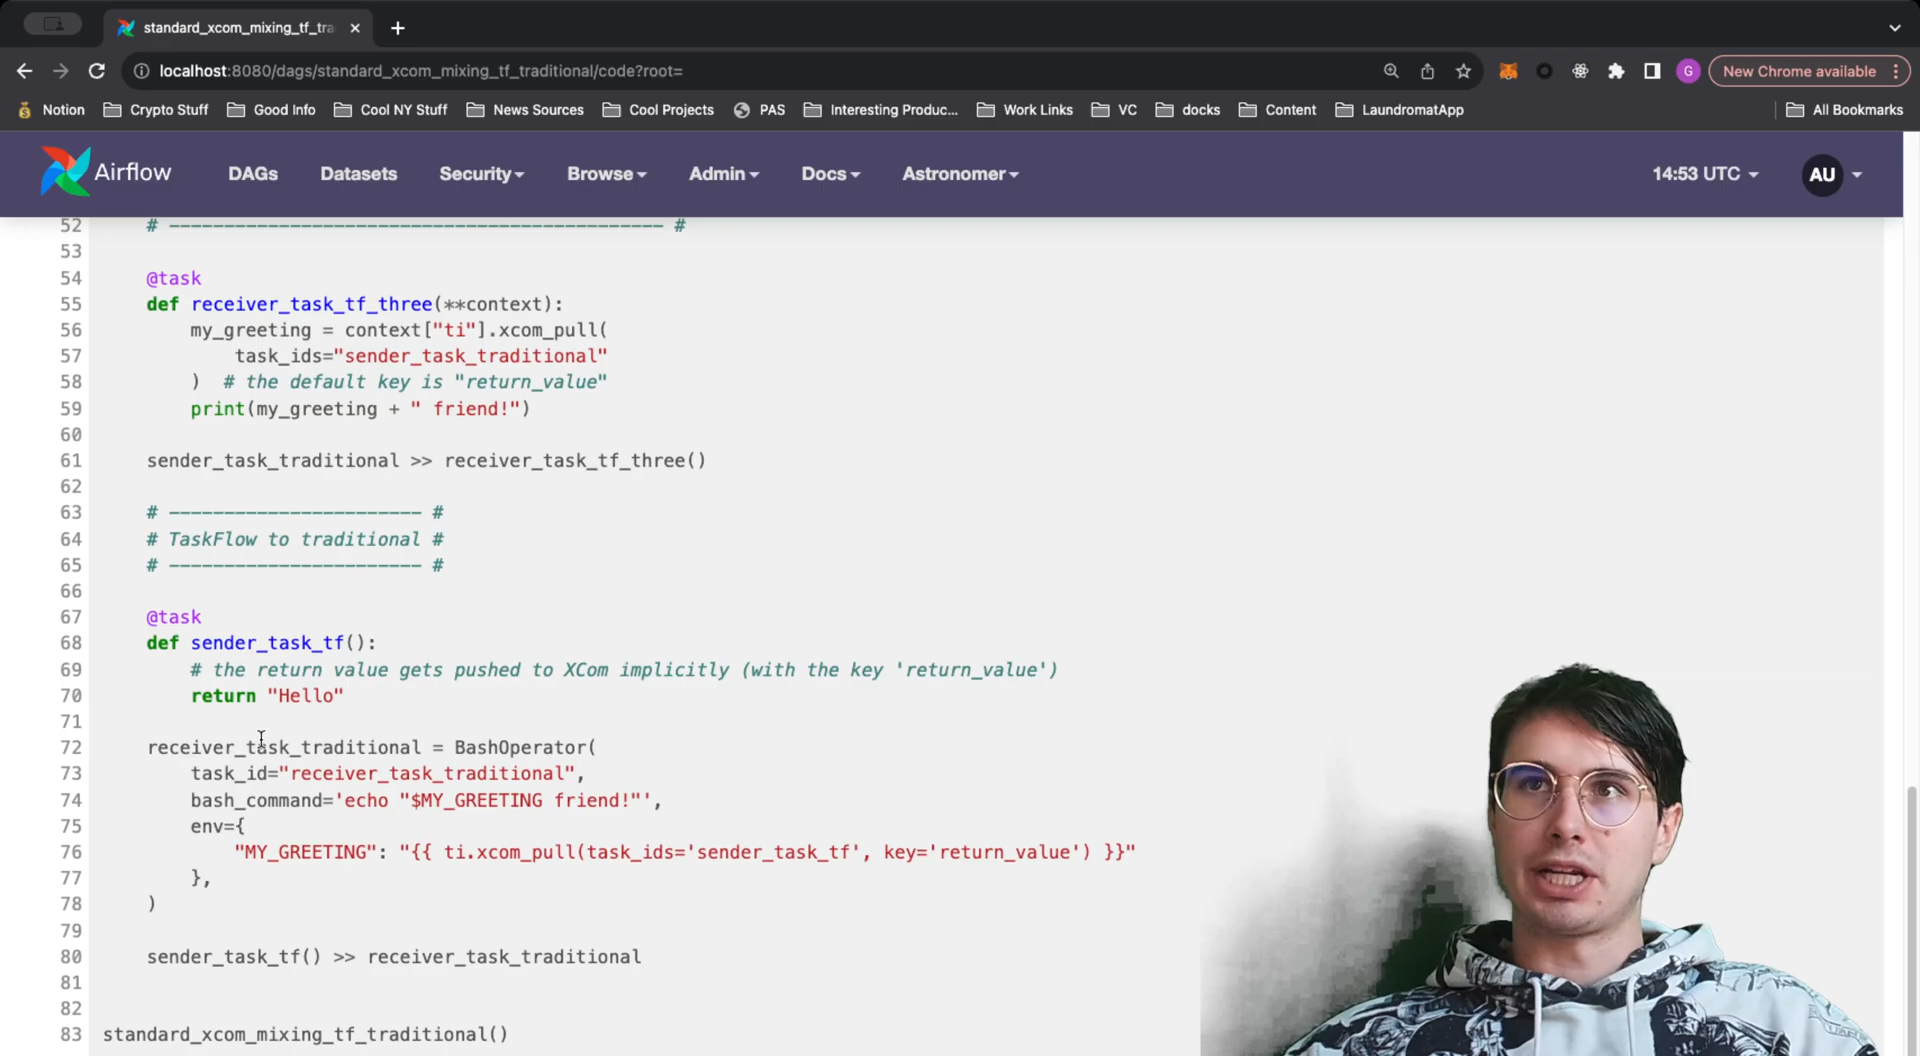 standard_xcom_mixing_tf_tra
localhost:8080/dags/standard_xcom_mixing_tf_traditional/code?root=
G
New Chrome available
Notion Crypto Stuff Good Info Cool NY Stuff News Sources Cool Projects PAS Interesting Produc... Work Links VC docks Content LaundromatApp All Bookmarks
Airflow DAGs Datasets Security Browse Admin Docs Astronomer 14:53 UTC AU
52 # --------------------------------------------- #
53
54 @task
55 def receiver_task_tf_three(**context):
56 my_greeting = context["ti"].xcom_pull(
57 task_ids="sender_task_traditional"
58 ) # the default key is "return_value"
59 print(my_greeting + " friend!")
60
61 sender_task_traditional >> receiver_task_tf_three()
62
63 # ----------------------- #
64 # TaskFlow to traditional #
65 # ----------------------- #
66
67 @task
68 def sender_task_tf():
69 # the return value gets pushed to XCom implicitly (with the key 'return_value')
70 return "Hello"
71
72 receiver_task_traditional = BashOperator(
73 task_id="receiver_task_traditional",
74 bash_command='echo "$MY_GREETING friend!"',
75 env={
76 "MY_GREETING": "{{ ti.xcom_pull(task_ids='sender_task_tf', key='return_value') }}"
77 },
78 )
79
80 sender_task_tf() >> receiver_task_traditional
81
82
83 standard_xcom_mixing_tf_traditional()